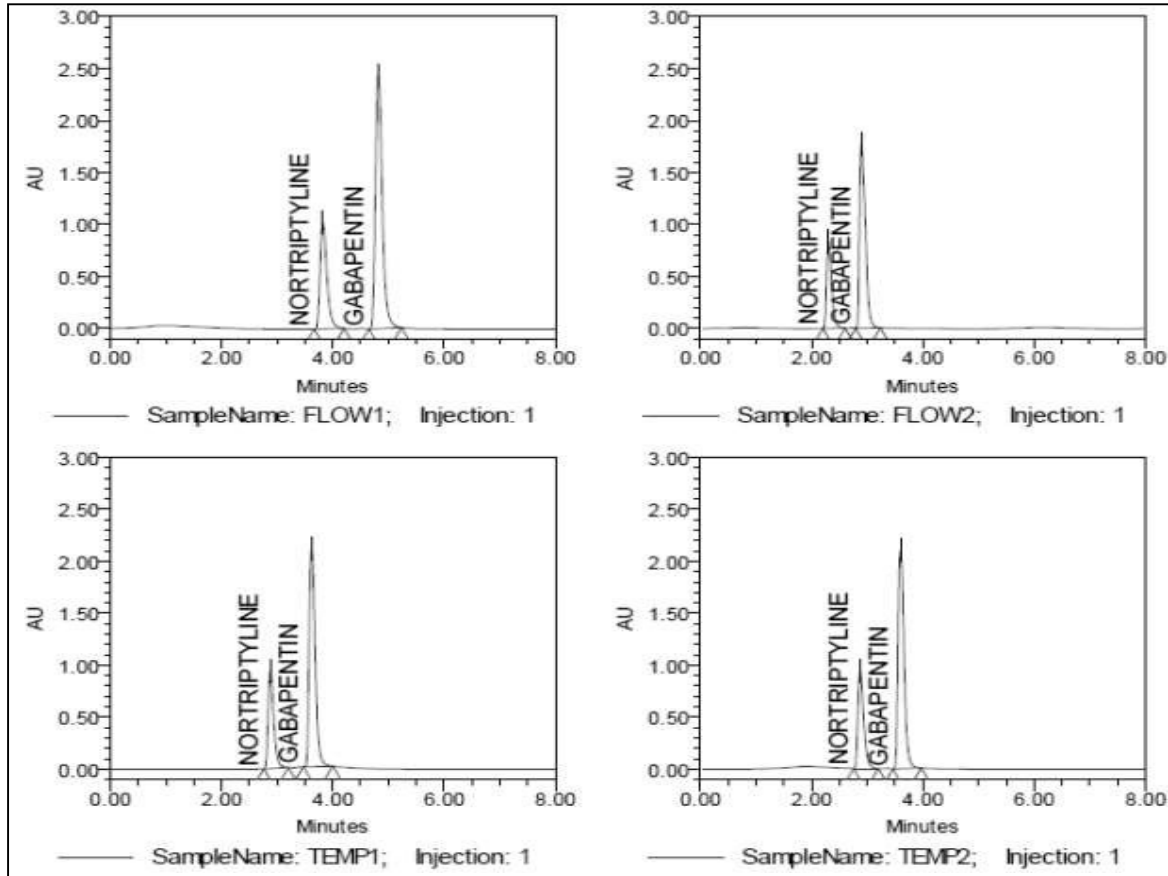 3.00
2.50
2.00
1.50
1.00
0.50
0.00
AU
NORTRIPTYLINE
GABAPENTIN
0.00 2.00 4.00 6.00 8.00
Minutes
SampleName: FLOW1; Injection: 1
3.00
2.50
2.00
1.50
1.00
0.50
0.00
AU
NORTRIPTYLINE
GABAPENTIN
0.00 2.00 4.00 6.00 8.00
Minutes
SampleName: FLOW2; Injection: 1
3.00
2.50
2.00
1.50
1.00
0.50
0.00
AU
NORTRIPTYLINE
GABAPENTIN
0.00 2.00 4.00 6.00 8.00
Minutes
SampleName: TEMP1; Injection: 1
3.00
2.50
2.00
1.50
1.00
0.50
0.00
AU
NORTRIPTYLINE
GABAPENTIN
0.00 2.00 4.00 6.00 8.00
Minutes
SampleName: TEMP2; Injection: 1